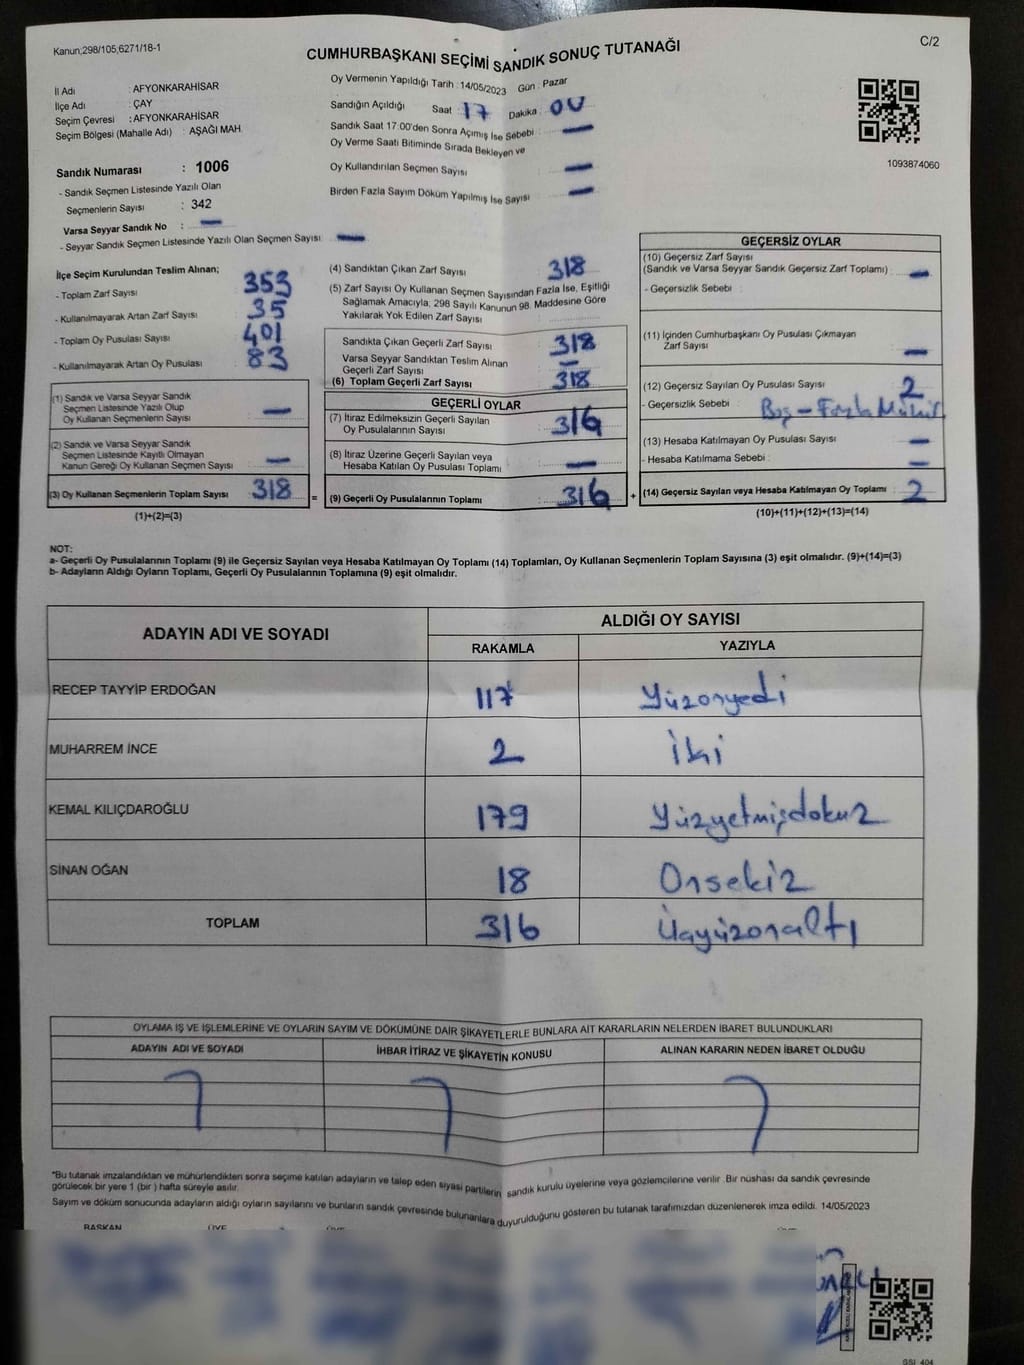 Kanun;298/105,6271/18-1
C/2
CUMHURBAŞKANI SEÇİMİ SANDIK SONUÇ TUTANAĞI
İl Adı : AFYONKARAHİSAR
İlçe Adı : ÇAY
Seçim Çevresi : AFYONKARAHİSAR
Seçim Bölgesi (Mahalle Adı) : AŞAĞI MAH
Oy Vermenin Yapıldığı Tarih : 14/05/2023 Gün : Pazar
Sandığın Açıldığı Saat : 17 Dakika : 00
Sandık Saat 17:00'den Sonra Açımış İse Sebebi : —
Oy Verme Saati Bitiminde Sırada Bekleyen ve
Oy Kullandırılan Seçmen Sayısı —
Birden Fazla Sayım Döküm Yapılmış İse Sayısı —
1093874060
Sandık Numarası : 1006
- Sandık Seçmen Listesinde Yazılı Olan
Seçmenlerin Sayısı : 342
Varsa Seyyar Sandık No : —
- Seyyar Sandık Seçmen Listesinde Yazılı Olan Seçmen Sayısı : —
İlçe Seçim Kurulundan Teslim Alınan;
- Toplam Zarf Sayısı 353
- Kullanılmayarak Artan Zarf Sayısı : 35
- Toplam Oy Pusulası Sayısı : 401
- Kullanılmayarak Artan Oy Pusulası : 83
(1) Sandık ve Varsa Seyyar Sandık
Seçmen Listesinde Yazılı Olup
Oy Kullanan Seçmenlerin Sayısı —
(2) Sandık ve Varsa Seyyar Sandık
Seçmen Listesinde Kayıtlı Olmayan
Kanun Gereği Oy Kullanan Seçmen Sayısı —
(3) Oy Kullanan Seçmenlerin Toplam Sayısı 318
(1)+(2)=(3)
(4) Sandıktan Çıkan Zarf Sayısı 318
(5) Zarf Sayısı Oy Kullanan Seçmen Sayısından Fazla İse, Eşitliği
Sağlamak Amacıyla; 298 Sayılı Kanunun 98. Maddesine Göre
Yakılarak Yok Edilen Zarf Sayısı
Sandıkta Çıkan Geçerli Zarf Sayısı 318
Varsa Seyyar Sandıktan Teslim Alınan
Geçerli Zarf Sayısı —
(6) Toplam Geçerli Zarf Sayısı 318
GEÇERLİ OYLAR
(7) İtiraz Edilmeksizin Geçerli Sayılan
Oy Pusulalarının Sayısı 316
(8) İtiraz Üzerine Geçerli Sayılan veya
Hesaba Katılan Oy Pusulası Toplamı —
= (9) Geçerli Oy Pusulalarının Toplamı 316
GEÇERSİZ OYLAR
(10) Geçersiz Zarf Sayısı
(Sandık ve Varsa Seyyar Sandık Geçersiz Zarf Toplamı) : —
- Geçersizlik Sebebi :
(11) İçinden Cumhurbaşkanı Oy Pusulası Çıkmayan
Zarf Sayısı —
(12) Geçersiz Sayılan Oy Pusulası Sayısı 2
- Geçersizlik Sebebi : Boş — Fazla Mühür
(13) Hesaba Katılmayan Oy Pusulası Sayısı —
- Hesaba Katılmama Sebebi : —
+ (14) Geçersiz Sayılan veya Hesaba Katılmayan Oy Toplamı 2
(10)+(11)+(12)+(13)=(14)
NOT:
a- Geçerli Oy Pusulalarının Toplamı (9) ile Geçersiz Sayılan veya Hesaba Katılmayan Oy Toplamı (14) Toplamları, Oy Kullanan Seçmenlerin Toplam Sayısına (3) eşit olmalıdır. (9)+(14)=(3)
b- Adayların Aldığı Oyların Toplamı, Geçerli Oy Pusulalarının Toplamına (9) eşit olmalıdır.
ADAYIN ADI VE SOYADI
ALDIĞI OY SAYISI
RAKAMLA YAZIYLA
RECEP TAYYİP ERDOĞAN 117 Yüzonyedi
MUHARREM İNCE 2 İki
KEMAL KILIÇDAROĞLU 179 Yüzyetmişdokuz
SİNAN OĞAN 18 Onsekiz
TOPLAM 316 Üçyüzonaltı
OYLAMA İŞ VE İŞLEMLERİNE VE OYLARIN SAYIM VE DÖKÜMÜNE DAİR ŞİKAYETLERLE BUNLARA AİT KARARLARIN NELERDEN İBARET BULUNDUKLARI
ADAYIN ADI VE SOYADI İHBAR İTİRAZ VE ŞİKAYETİN KONUSU ALINAN KARARIN NEDEN İBARET OLDUĞU
*Bu tutanak imzalandıktan ve mühürlendikten sonra seçime katılan adayların ve talep eden siyasi partilerin sandık kurulu üyelerine veya gözlemcilerine verilir. Bir nüshası da sandık çevresinde
görülecek bir yere 1 (bir ) hafta süreyle asılır.
Sayım ve döküm sonucunda adayların aldığı oyların sayılarını ve bunların sandık çevresinde bulunanlara duyurulduğunu gösteren bu tutanak tarafımızdan düzenlenerek imza edildi. 14/05/2023
BAŞKAN ÜYE
GSI_404